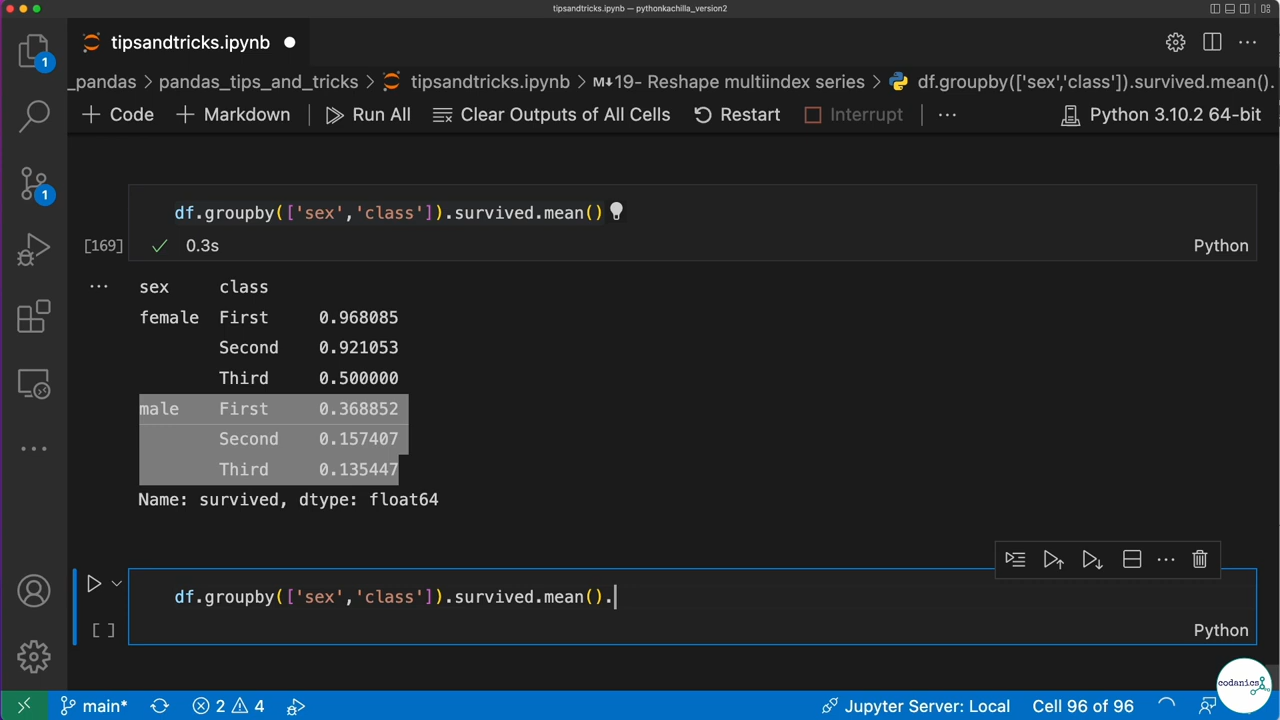 tipsandtricks.ipynb — pythonkachilla_version2
tipsandtricks.ipynb
_pandas > pandas_tips_and_tricks > tipsandtricks.ipynb > M↓19- Reshape multiindex series > df.groupby(['sex','class']).survived.mean().
+ Code + Markdown Run All Clear Outputs of All Cells Restart Interrupt ... Python 3.10.2 64-bit
1
1
df.groupby(['sex','class']).survived.mean()
[169] 0.3s Python
... sex class
female First 0.968085
Second 0.921053
Third 0.500000
male First 0.368852
Second 0.157407
Third 0.135447
Name: survived, dtype: float64
df.groupby(['sex','class']).survived.mean().
[ ] Python
codanics
main* 2 4 Jupyter Server: Local Cell 96 of 96